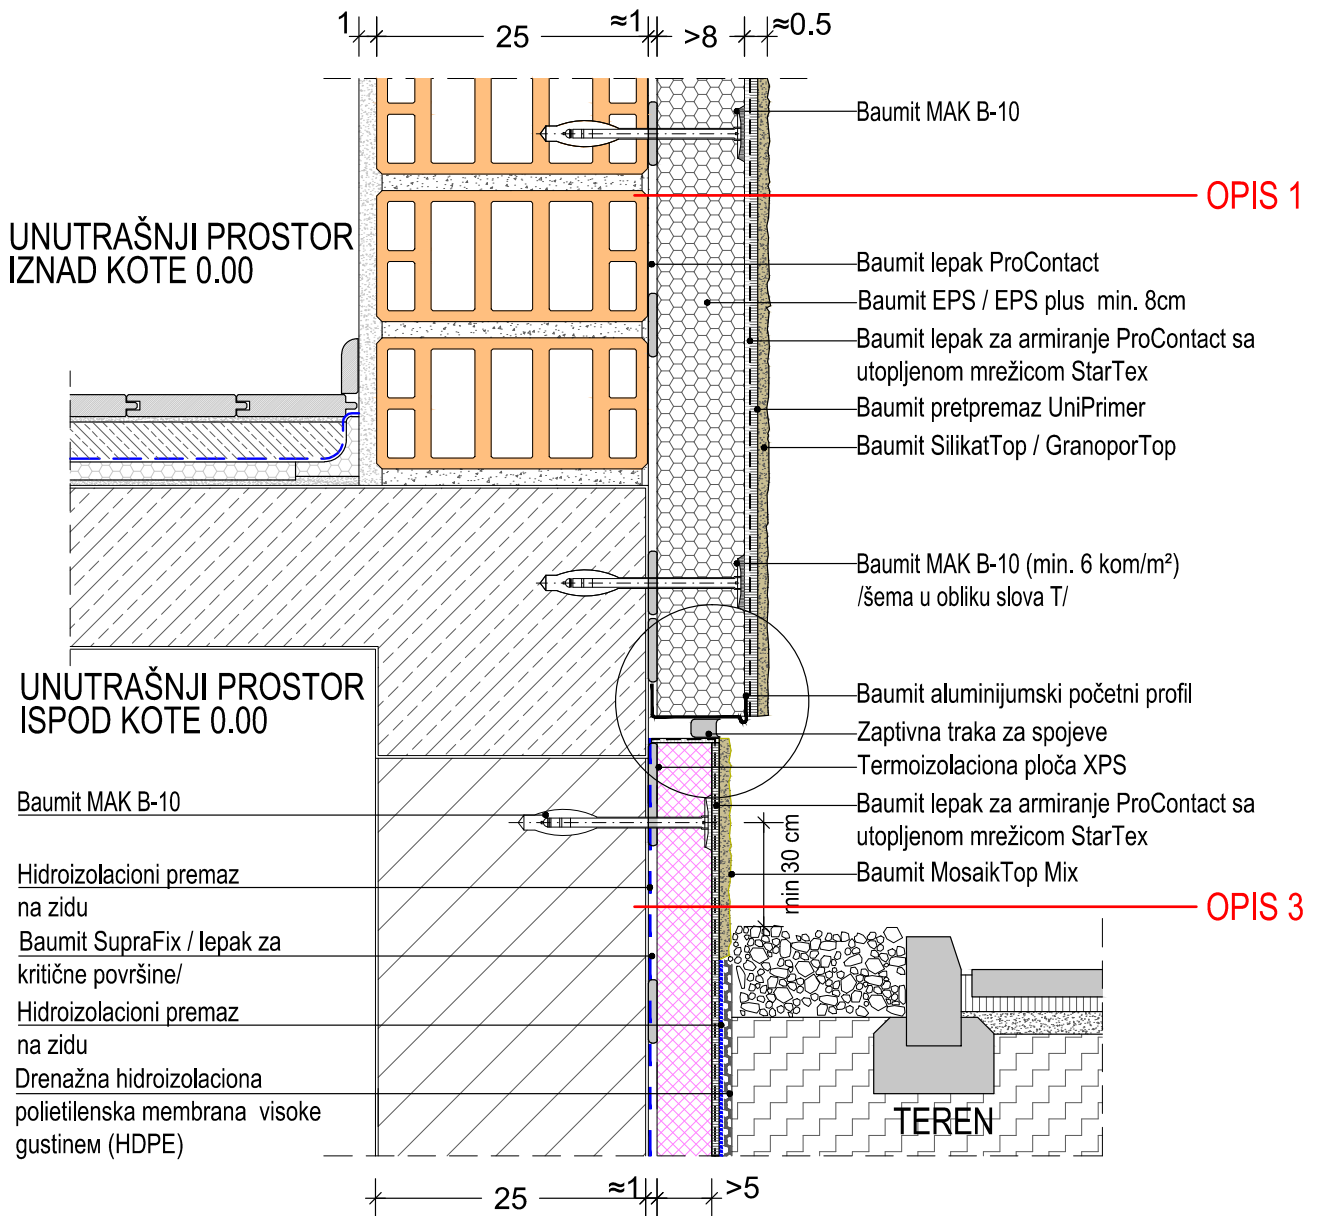 1
25
≈1
>8
≈0.5
Baumit MAK B-10
OPIS 1
UNUTRAŠNJI PROSTOR
IZNAD KOTE 0.00
Baumit lepak ProContact
Baumit EPS / EPS plus min. 8cm
Baumit lepak za armiranje ProContact sa
utopljenom mrežicom StarTex
Baumit pretpremaz UniPrimer
Baumit SilikatTop / GranoporTop
Baumit MAK B-10 (min. 6 kom/m²)
/šema u obliku slova T/
UNUTRAŠNJI PROSTOR
ISPOD KOTE 0.00
Baumit aluminijumski početni profil
Zaptivna traka za spojeve
Termoizolaciona ploča XPS
Baumit lepak za armiranje ProContact sa
utopljenom mrežicom StarTex
Baumit MosaikTop Mix
min 30 cm
OPIS 3
Baumit MAK B-10
Hidroizolacioni premaz
na zidu
Baumit SupraFix / lepak za
kritične površine/
Hidroizolacioni premaz
na zidu
Drenažna hidroizolaciona
polietilenska membrana visoke
gustineм (HDPE)
TEREN
25
≈1
>5